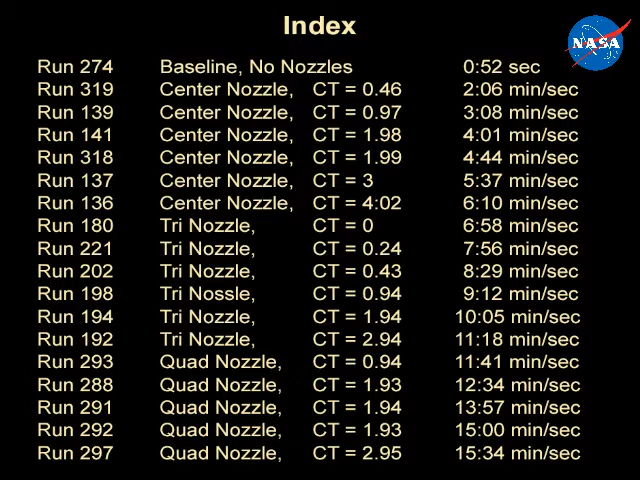 Index
NASA
Run 274 Baseline, No Nozzles 0:52 sec
Run 319 Center Nozzle, CT = 0.46 2:06 min/sec
Run 139 Center Nozzle, CT = 0.97 3:08 min/sec
Run 141 Center Nozzle, CT = 1.98 4:01 min/sec
Run 318 Center Nozzle, CT = 1.99 4:44 min/sec
Run 137 Center Nozzle, CT = 3 5:37 min/sec
Run 136 Center Nozzle, CT = 4:02 6:10 min/sec
Run 180 Tri Nozzle, CT = 0 6:58 min/sec
Run 221 Tri Nozzle, CT = 0.24 7:56 min/sec
Run 202 Tri Nozzle, CT = 0.43 8:29 min/sec
Run 198 Tri Nossle, CT = 0.94 9:12 min/sec
Run 194 Tri Nozzle, CT = 1.94 10:05 min/sec
Run 192 Tri Nozzle, CT = 2.94 11:18 min/sec
Run 293 Quad Nozzle, CT = 0.94 11:41 min/sec
Run 288 Quad Nozzle, CT = 1.93 12:34 min/sec
Run 291 Quad Nozzle, CT = 1.94 13:57 min/sec
Run 292 Quad Nozzle, CT = 1.93 15:00 min/sec
Run 297 Quad Nozzle, CT = 2.95 15:34 min/sec